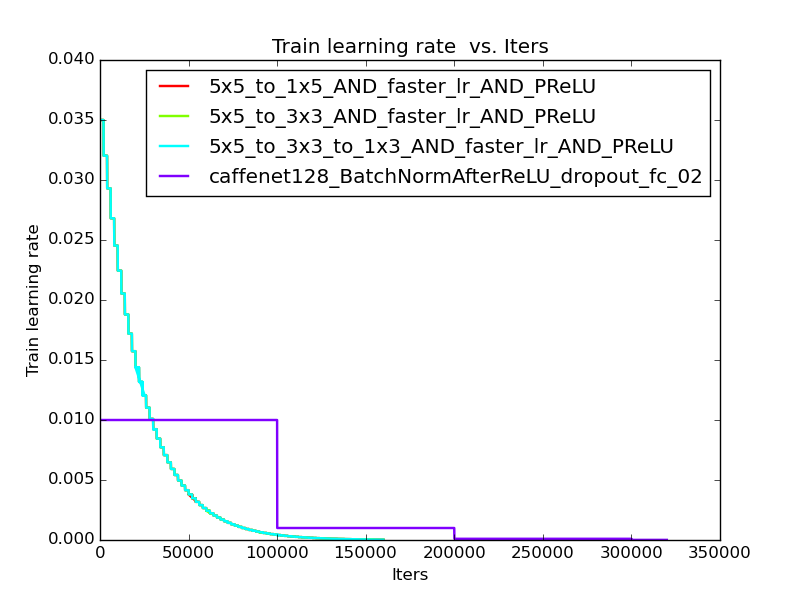 Train learning rate  vs. Iters
0.040
0.035
0.030
0.025
0.020
0.015
0.010
0.005
0.000
Train learning rate
5x5_to_1x5_AND_faster_lr_AND_PReLU
5x5_to_3x3_AND_faster_lr_AND_PReLU
5x5_to_3x3_to_1x3_AND_faster_lr_AND_PReLU
caffenet128_BatchNormAfterReLU_dropout_fc_02
0 50000 100000 150000 200000 250000 300000 350000
Iters